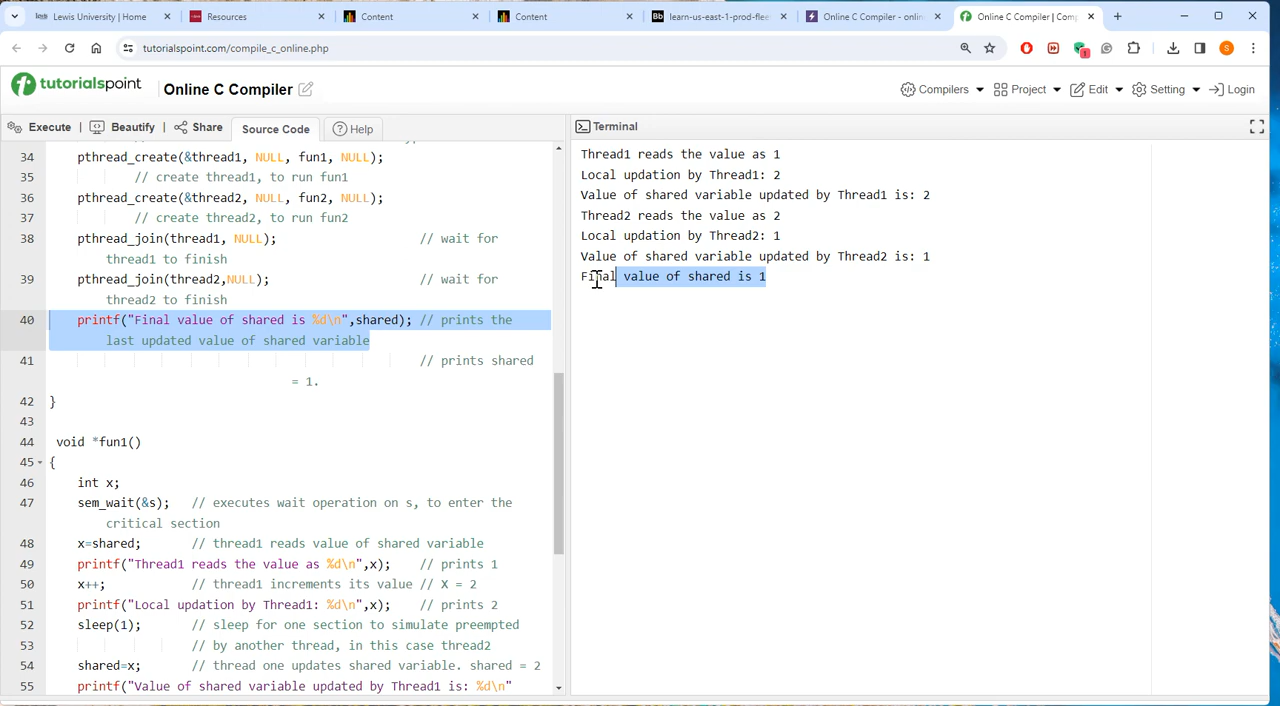 Lewis University | Home
Resources
Content
Content
Bb learn-us-east-1-prod-flee
Online C Compiler - onlin
Online C Compiler | Comp
tutorialspoint.com/compile_c_online.php
1
S
tutorialspoint
Online C Compiler
Compilers
Project
Edit
Setting
Login
Execute | Beautify | Share
Source Code
Help
Terminal
34 pthread_create(&thread1, NULL, fun1, NULL);
35 // create thread1, to run fun1
36 pthread_create(&thread2, NULL, fun2, NULL);
37 // create thread2, to run fun2
38 pthread_join(thread1, NULL); // wait for
thread1 to finish
39 pthread_join(thread2,NULL); // wait for
thread2 to finish
40 printf("Final value of shared is %d\n",shared); // prints the
last updated value of shared variable
41 // prints shared
= 1.
42 }
43
44 void *fun1()
45 {
46 int x;
47 sem_wait(&s); // executes wait operation on s, to enter the
critical section
48 x=shared; // thread1 reads value of shared variable
49 printf("Thread1 reads the value as %d\n",x); // prints 1
50 x++; // thread1 increments its value // X = 2
51 printf("Local updation by Thread1: %d\n",x); // prints 2
52 sleep(1); // sleep for one section to simulate preempted
53 // by another thread, in this case thread2
54 shared=x; // thread one updates shared variable. shared = 2
55 printf("Value of shared variable updated by Thread1 is: %d\n"
Thread1 reads the value as 1
Local updation by Thread1: 2
Value of shared variable updated by Thread1 is: 2
Thread2 reads the value as 2
Local updation by Thread2: 1
Value of shared variable updated by Thread2 is: 1
Final value of shared is 1